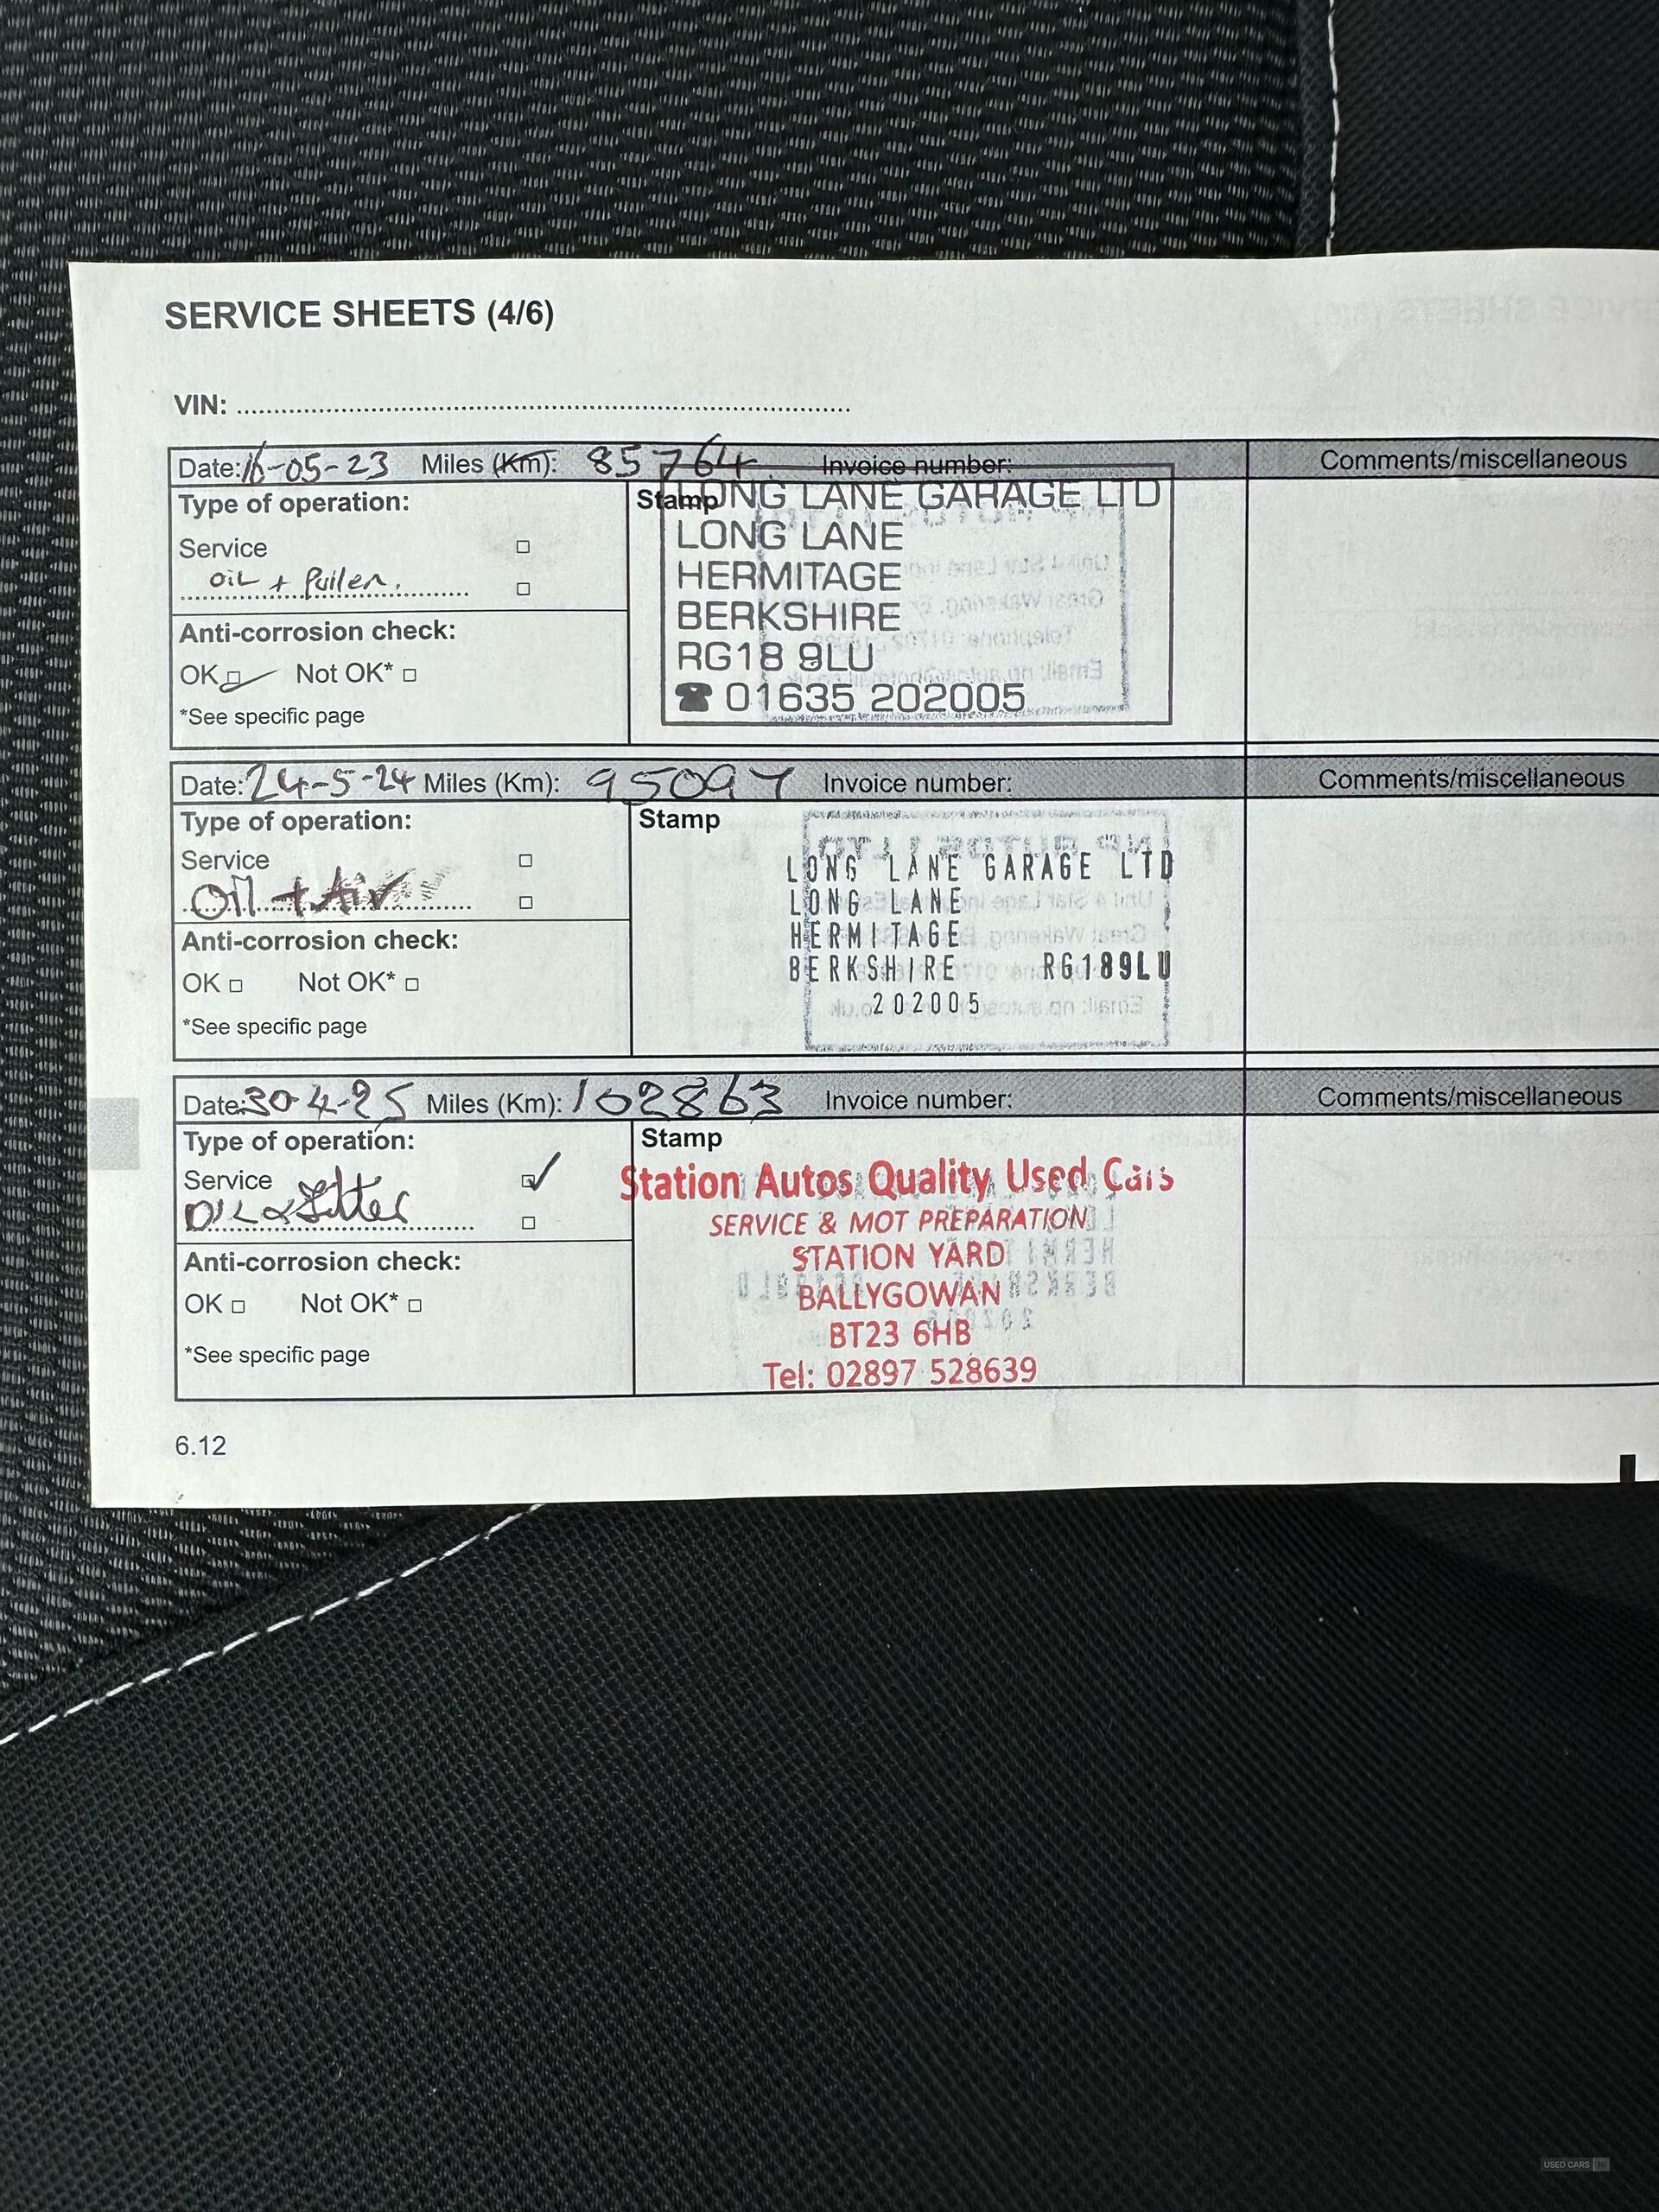 SERVICE SHEETS (4/6)
VIN:
Date: 16-05-23 Miles (Km): 85764 Invoice number: Comments/miscellaneous
Type of operation: Stamp
LONG LANE GARAGE LTD
LONG LANE
HERMITAGE
BERKSHIRE
RG18 9LU
☎ 01635 202005
Service
OIL +
Anti-corrosion check:
OK Not OK*
*See specific page
Date: 24-5-24 Miles (Km): 95097 Invoice number: Comments/miscellaneous
Type of operation: Stamp
LONG LANE GARAGE LTD
LONG LANE
HERMITAGE
BERKSHIRE RG189LU
202005
Service
Oil + Air
Anti-corrosion check:
OK Not OK*
*See specific page
Date: 30-4-25 Miles (Km): 102863 Invoice number: Comments/miscellaneous
Type of operation: Stamp
Station Autos Quality Used Cars
SERVICE & MOT PREPARATION
STATION YARD
BALLYGOWAN
BT23 6HB
Tel: 02897 528639
Service
OIL & filter
Anti-corrosion check:
OK Not OK*
*See specific page
6.12
USED CARS NI